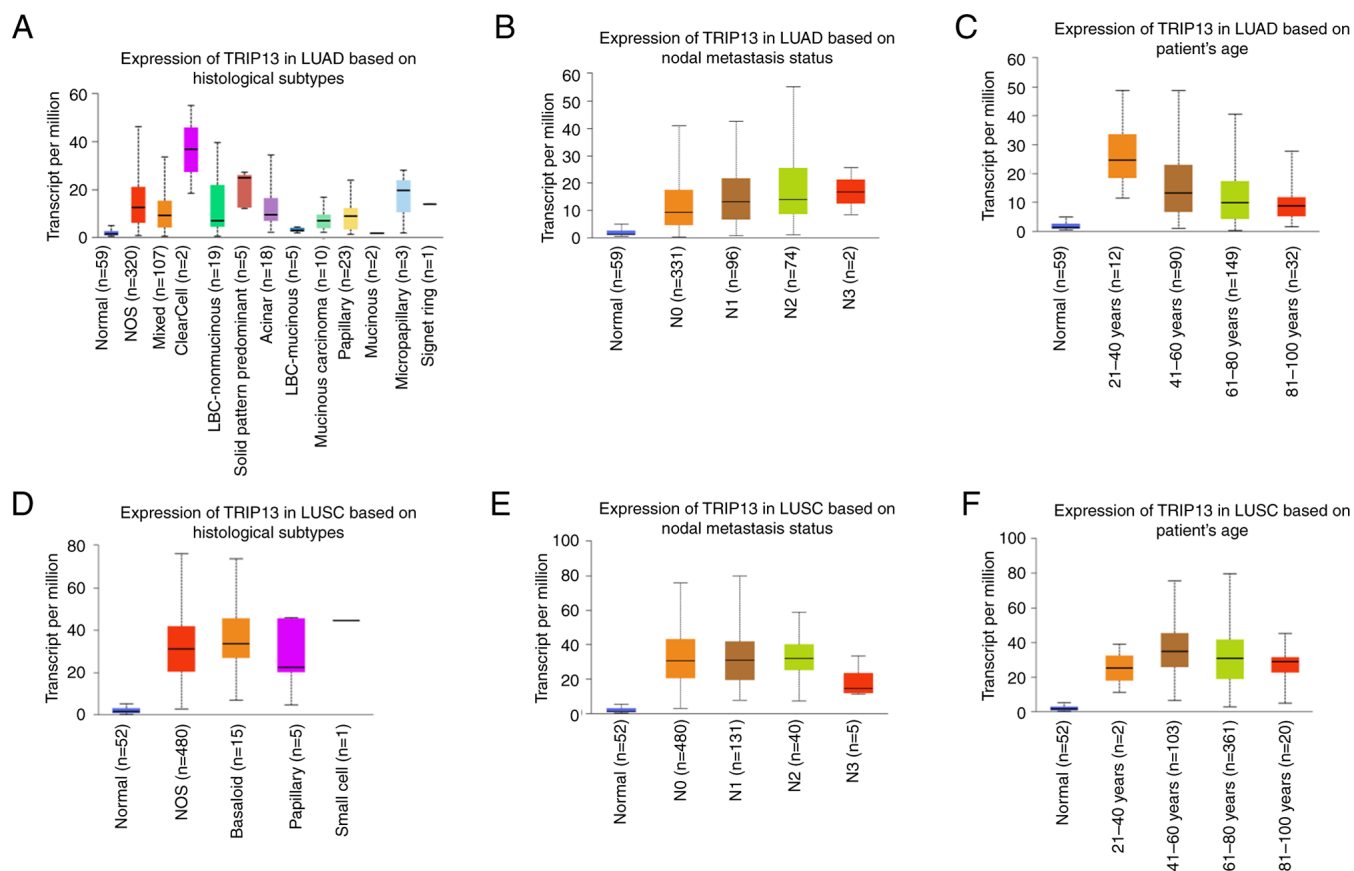 A
Expression of TRIP13 in LUAD based on
histological subtypes
Transcript per million
60
40
20
0
Normal (n=59)
NOS (n=320)
Mixed (n=107)
ClearCell (n=2)
LBC-nonmucinous (n=19)
Solid pattern predominant (n=5)
Acinar (n=18)
LBC-mucinous (n=5)
Mucinous carcinoma (n=10)
Papillary (n=23)
Mucinous (n=2)
Micropapillary (n=3)
Signet ring (n=1)
B
Expression of TRIP13 in LUAD based on
nodal metastasis status
Transcript per million
60
50
40
30
20
10
0
Normal (n=59)
N0 (n=331)
N1 (n=96)
N2 (n=74)
N3 (n=2)
C
Expression of TRIP13 in LUAD based on
patient's age
Transcript per million
60
50
40
30
20
10
0
Normal (n=59)
21–40 years (n=12)
41–60 years (n=90)
61–80 years (n=149)
81–100 years (n=32)
D
Expression of TRIP13 in LUSC based on
histological subtypes
Transcript per million
80
60
40
20
0
Normal (n=52)
NOS (n=480)
Basaloid (n=15)
Papillary (n=5)
Small cell (n=1)
E
Expression of TRIP13 in LUSC based on
nodal metastasis status
Transcript per million
100
80
60
40
20
0
Normal (n=52)
N0 (n=480)
N1 (n=131)
N2 (n=40)
N3 (n=5)
F
Expression of TRIP13 in LUSC based on
patient's age
Transcript per million
100
80
60
40
20
0
Normal (n=52)
21–40 years (n=2)
41–60 years (n=103)
61–80 years (n=361)
81–100 years (n=20)